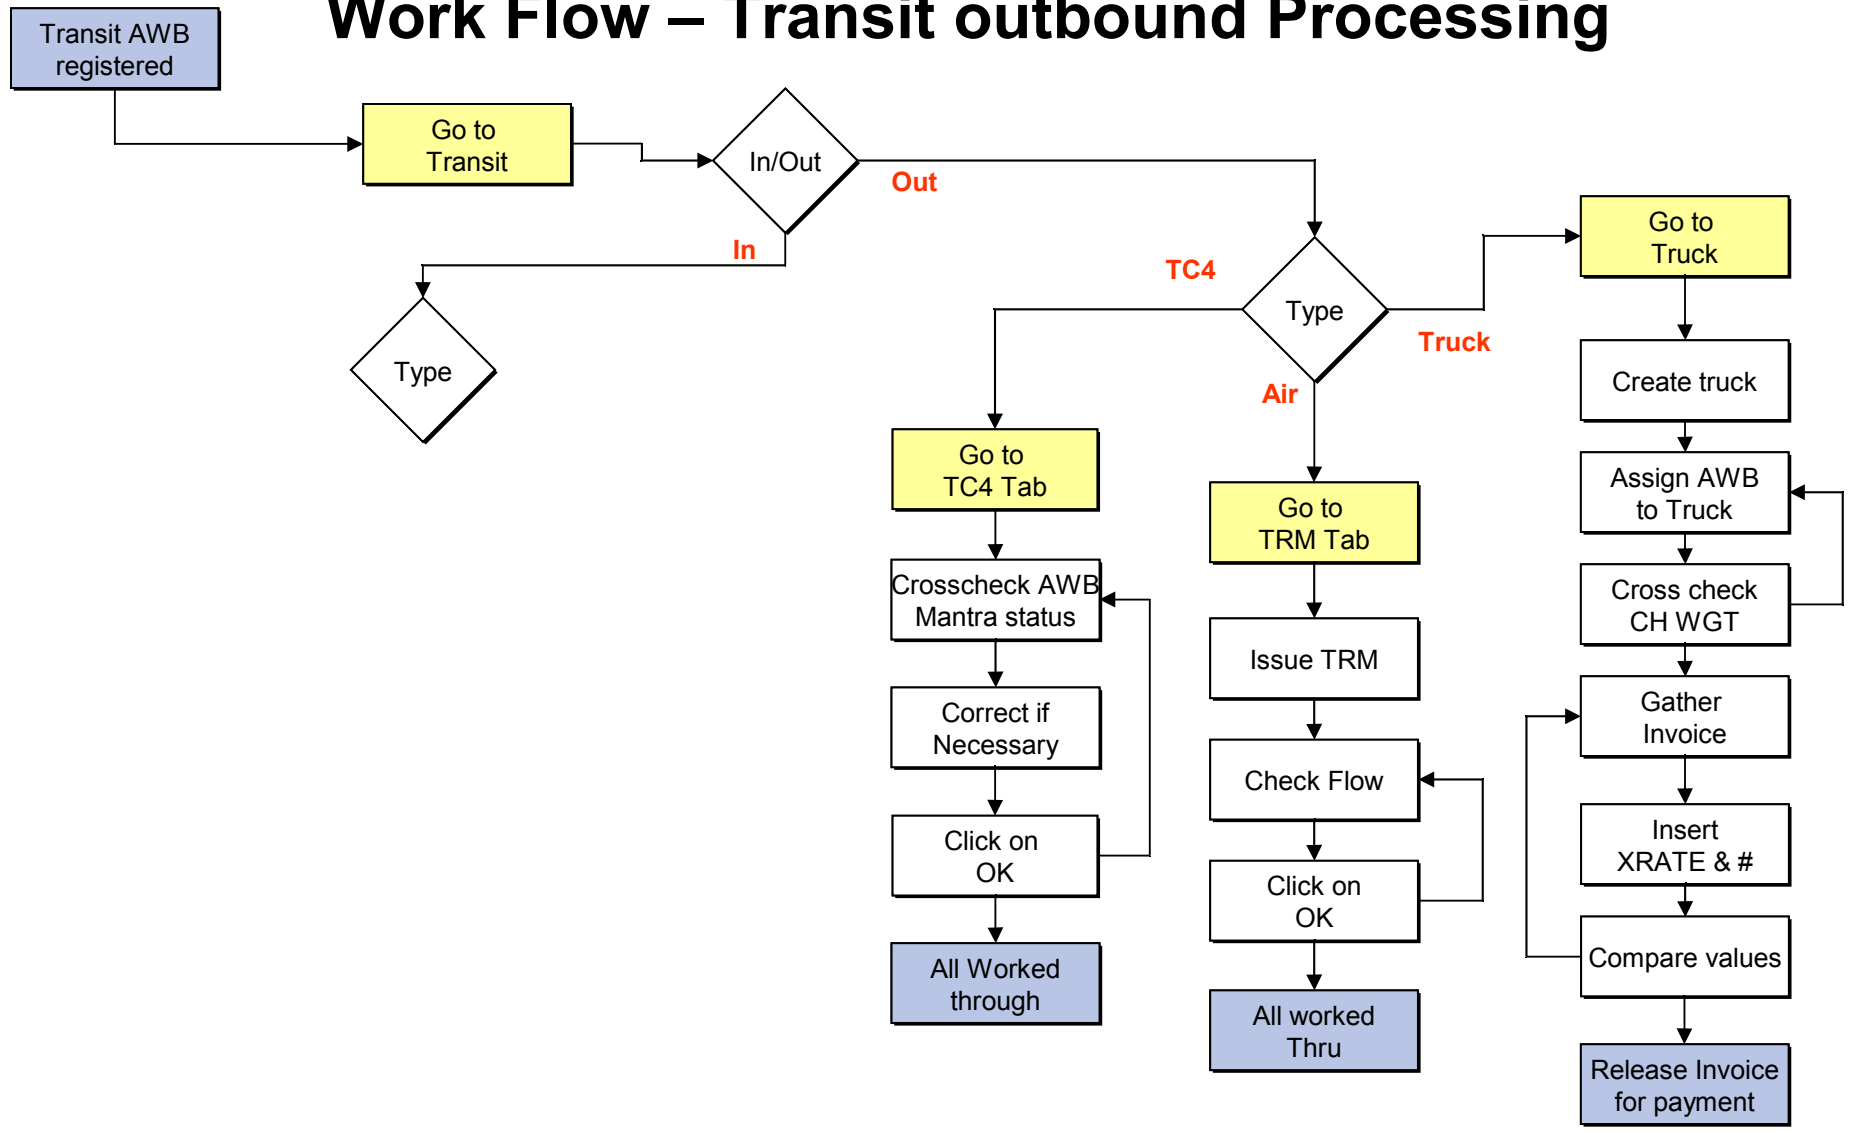 Work Flow – Transit outbound Processing
Transit AWB
registered
Go to
Transit
In/Out
Out
In
Type
TC4
Type
Truck
Air
Go to
TC4 Tab
Crosscheck AWB
Mantra status
Correct if
Necessary
Click on
OK
All Worked
through
Go to
TRM Tab
Issue TRM
Check Flow
Click on
OK
All worked
Thru
Go to
Truck
Create truck
Assign AWB
to Truck
Cross check
CH WGT
Gather
Invoice
Insert
XRATE & #
Compare values
Release Invoice
for payment